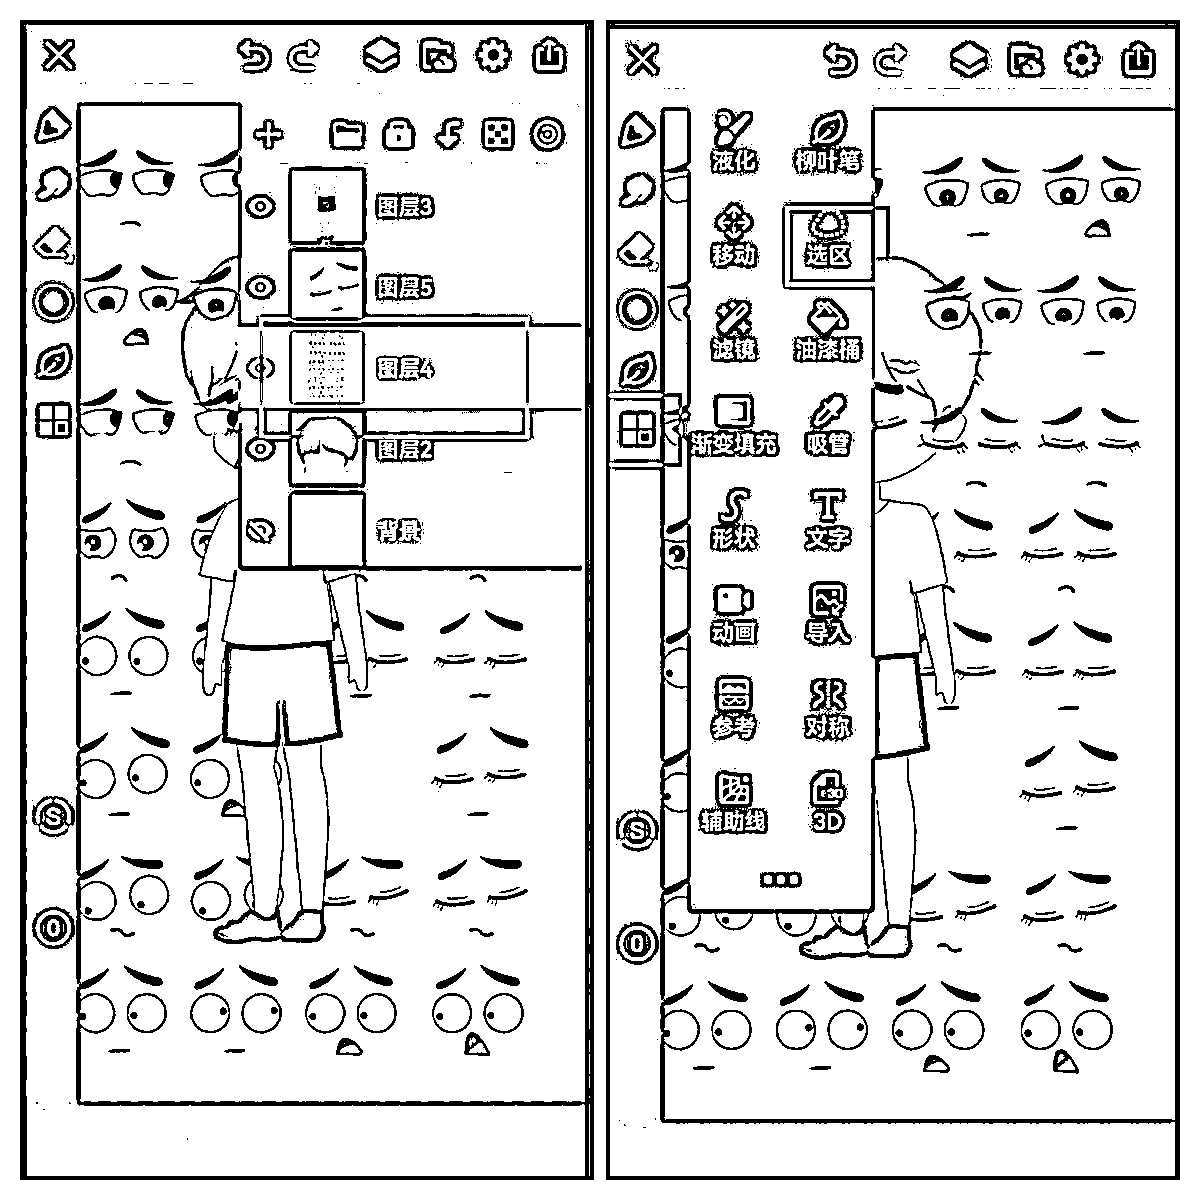 图层3
图层5
图层4
图层2
背景
S
O
液化 柳叶笔
移动 选区
滤镜 油漆桶
渐变填充 吸管
形状 文字
动画 导入
参考 对称
辅助线 3D
S
O